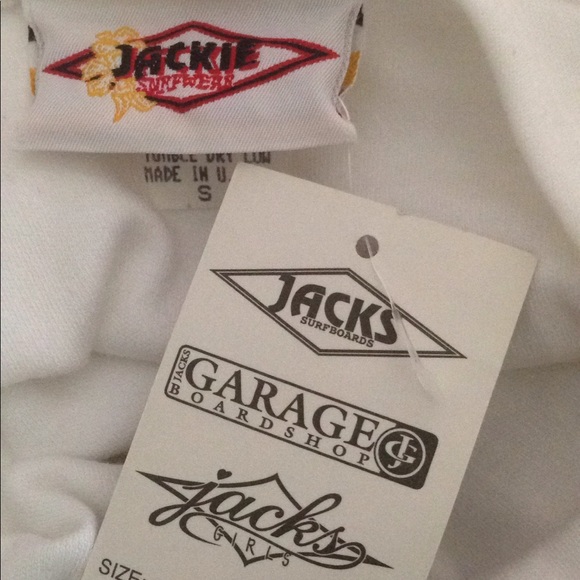 JACKIE
SURFWEAR
TUMBLE DRY LOW
MADE IN U.
S
JACKS
SURFBOARDS
JACKS
GARAGE
BOARDSHOP
JG
jacks
GIRLS
SIZE: